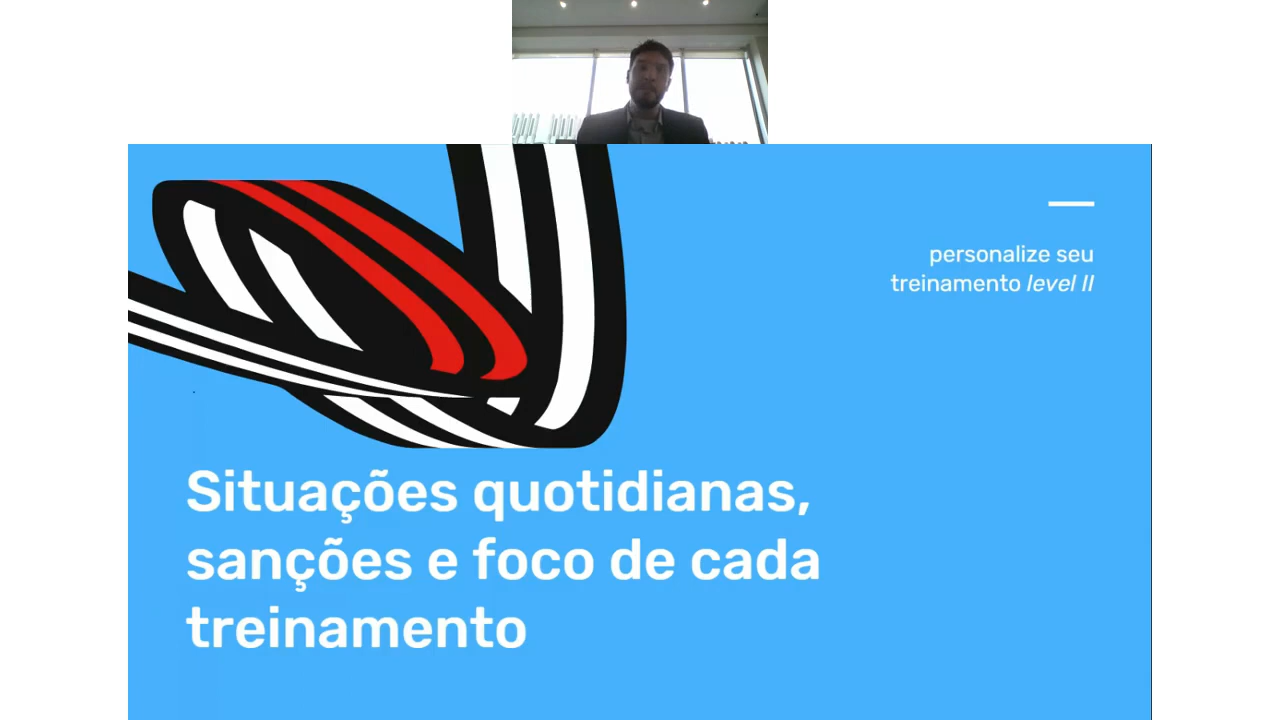 personalize seu
treinamento level II
Situações quotidianas,
sanções e foco de cada
treinamento